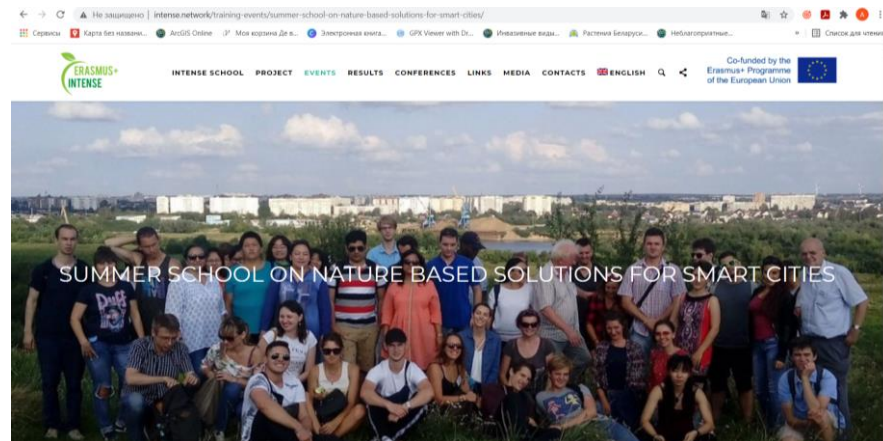 Не защищено | intense.network/training-events/summer-school-on-nature-based-solutions-for-smart-cities/
Сервисы Карта без названи... ArcGIS Online Моя корзина Де в... Электронная книга... GPX Viewer with Dr... Инвазивные виды... Растения Беларуси... Неблагоприятные... » Список для чтения
ERASMUS+
INTENSE
INTENSE SCHOOL PROJECT EVENTS RESULTS CONFERENCES LINKS MEDIA CONTACTS ENGLISH
Co-funded by the
Erasmus+ Programme
of the European Union
SUMMER SCHOOL ON NATURE BASED SOLUTIONS FOR SMART CITIES